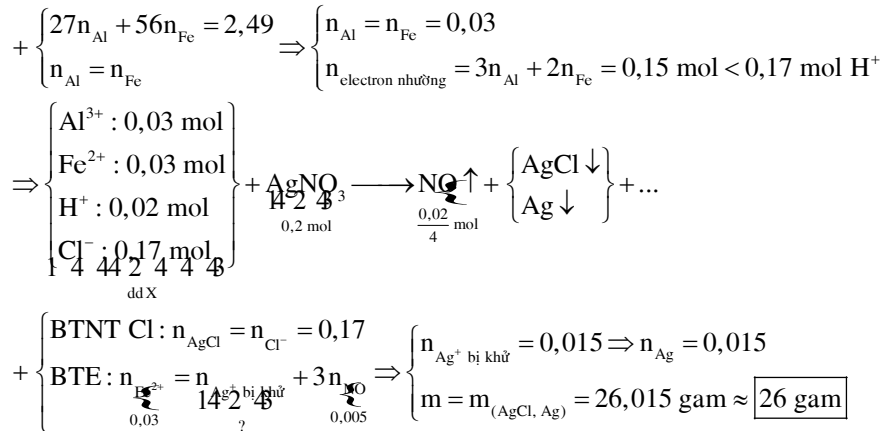 + { 27n_Al + 56n_Fe = 2,49 ⇒ { n_Al = n_Fe = 0,03
n_Al = n_Fe n_electron nhường = 3n_Al + 2n_Fe = 0,15 mol < 0,17 mol H⁺
⇒ { Al³⁺ : 0,03 mol
Fe²⁺ : 0,03 mol
H⁺ : 0,02 mol
Cl⁻ : 0,17 mol } + AgNO₃ ⟶ NO ↑ + { AgCl ↓
Ag ↓ } + ...
0,2 mol 0,02/4 mol
dd X
+ { BTNT Cl : n_AgCl = n_Cl⁻ = 0,17 ⇒ { n_Ag⁺ bị khử = 0,015 ⇒ n_Ag = 0,015
BTE : n_Fe²⁺ = n_Ag⁺ bị khử + 3n_NO m = m_(AgCl, Ag) = 26,015 gam ≈ 26 gam
0,03 ? 0,005